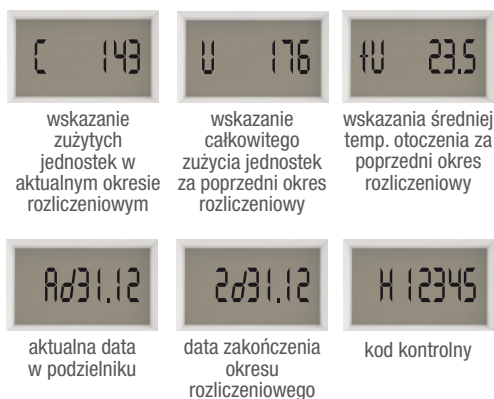 C 143
U 176
tU 23.5
wskazanie
zużytych
jednostek w
aktualnym okresie
rozliczeniowym
wskazanie
całkowitego
zużycia jednostek
za poprzedni okres
rozliczeniowy
wskazania średniej
temp. otoczenia za
poprzedni okres
rozliczeniowy
Ad31.12
2d31.12
H 12345
aktualna data
w podzielniku
data zakończenia
okresu
rozliczeniowego
kod kontrolny